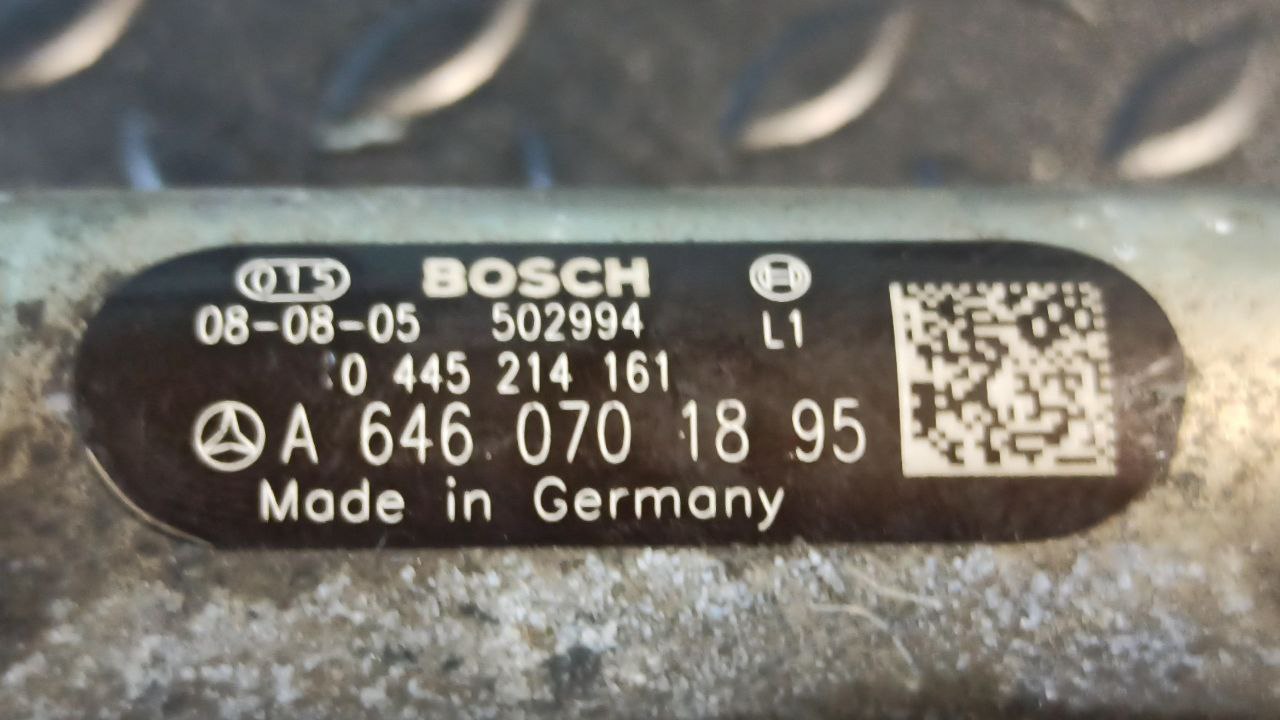 015 BOSCH
08-08-05 502994 L1
0 445 214 161
A 646 070 18 95
Made in Germany